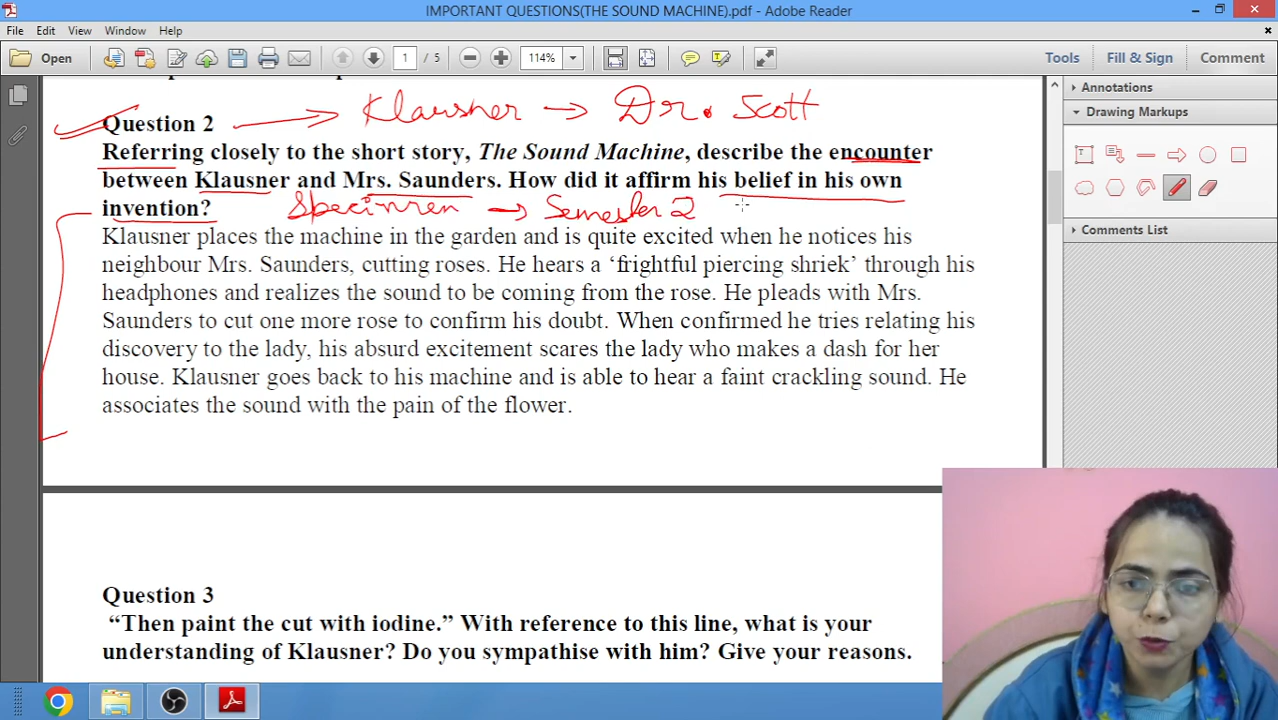 IMPORTANT QUESTIONS(THE SOUND MACHINE).pdf - Adobe Reader
File Edit View Window Help
Open 1 / 5 114% Tools Fill & Sign Comment
Annotations
Drawing Markups
Comments List
Klausner → Dr. Scott
Question 2
Referring closely to the short story, The Sound Machine, describe the encounter
between Klausner and Mrs. Saunders. How did it affirm his belief in his own
invention?
Specimren → Semester 2
Klausner places the machine in the garden and is quite excited when he notices his
neighbour Mrs. Saunders, cutting roses. He hears a ‘frightful piercing shriek’ through his
headphones and realizes the sound to be coming from the rose. He pleads with Mrs.
Saunders to cut one more rose to confirm his doubt. When confirmed he tries relating his
discovery to the lady, his absurd excitement scares the lady who makes a dash for her
house. Klausner goes back to his machine and is able to hear a faint crackling sound. He
associates the sound with the pain of the flower.
Question 3
“Then paint the cut with iodine.” With reference to this line, what is your
understanding of Klausner? Do you sympathise with him? Give your reasons.